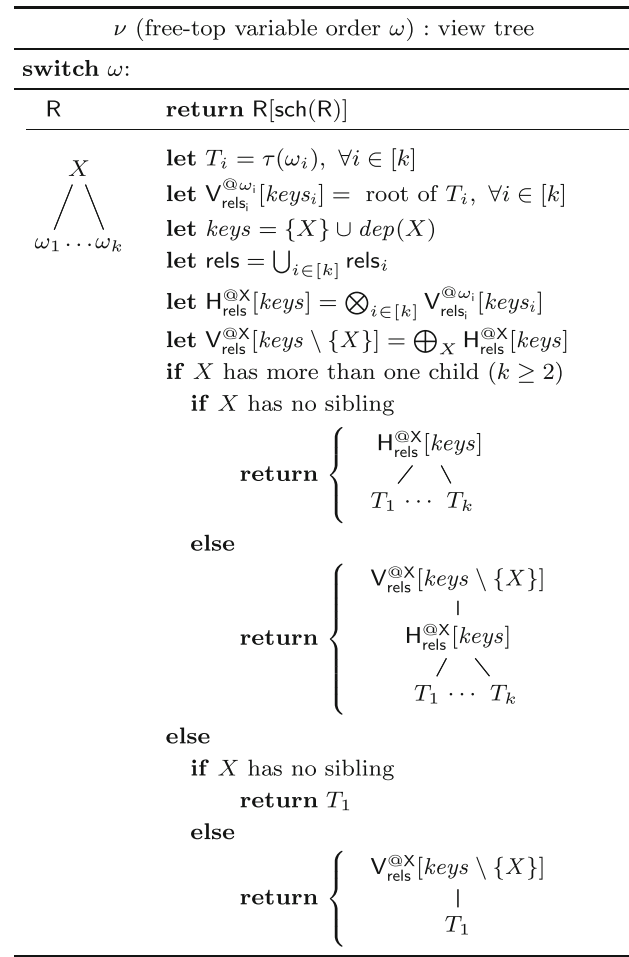 ν (free-top variable order ω) : view tree
switch ω:
R return R[sch(R)]
X
ω₁ … ωₖ
let Tᵢ = τ(ωᵢ), ∀i ∈ [k]
let V^{@ωᵢ}_{relsᵢ}[keysᵢ] = root of Tᵢ, ∀i ∈ [k]
let keys = {X} ∪ dep(X)
let rels = ⋃_{i∈[k]} relsᵢ
let H^{@X}_{rels}[keys] = ⨂_{i∈[k]} V^{@ωᵢ}_{relsᵢ}[keysᵢ]
let V^{@X}_{rels}[keys \ {X}] = ⨁_X H^{@X}_{rels}[keys]
if X has more than one child (k ≥ 2)
if X has no sibling
return { H^{@X}_{rels}[keys]
T₁ ⋯ Tₖ
else
return { V^{@X}_{rels}[keys \ {X}]
H^{@X}_{rels}[keys]
T₁ ⋯ Tₖ
else
if X has no sibling
return T₁
else
return { V^{@X}_{rels}[keys \ {X}]
T₁